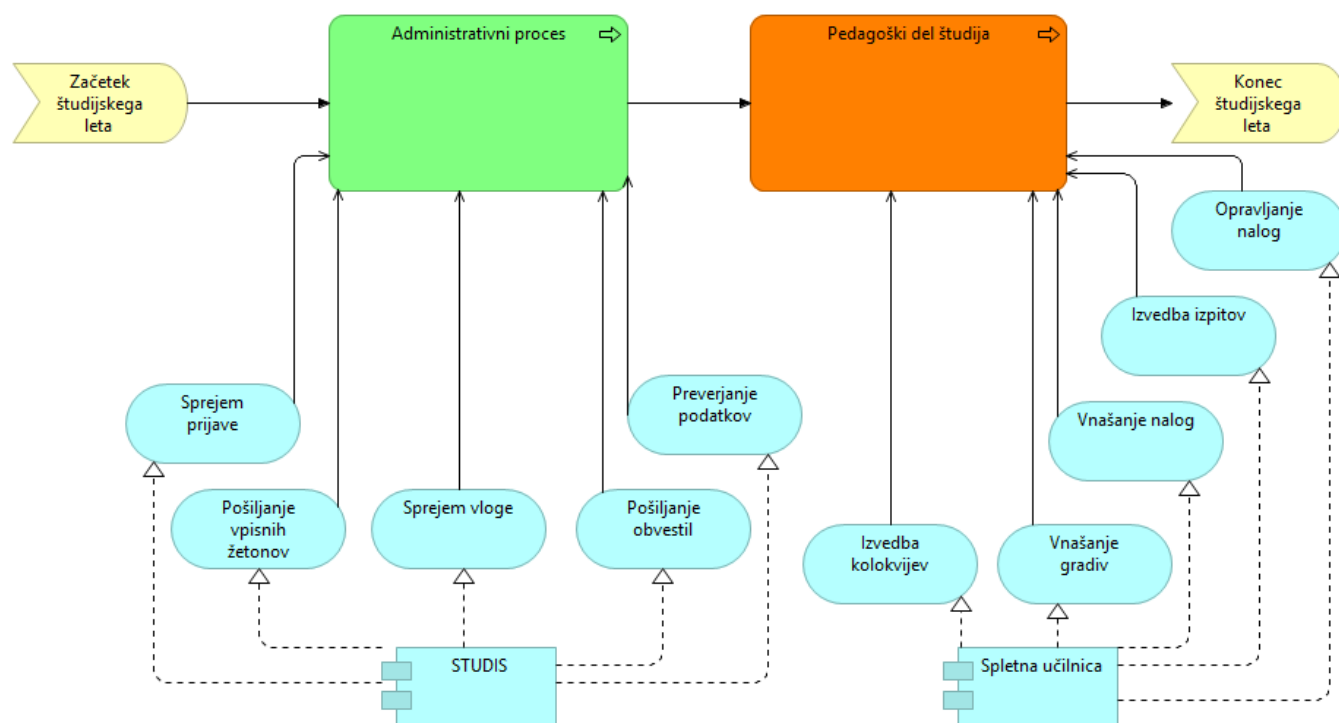 Administrativni proces
Pedagoški del študija
Začetek
študijskega
leta
Konec
študijskega
leta
Opravljanje
nalog
Izvedba izpitov
Sprejem
prijave
Preverjanje
podatkov
Vnašanje nalog
Pošiljanje
vpisnih
žetonov
Sprejem vloge
Pošiljanje
obvestil
Izvedba
kolokvijev
Vnašanje
gradiv
STUDIS
Spletna učilnica